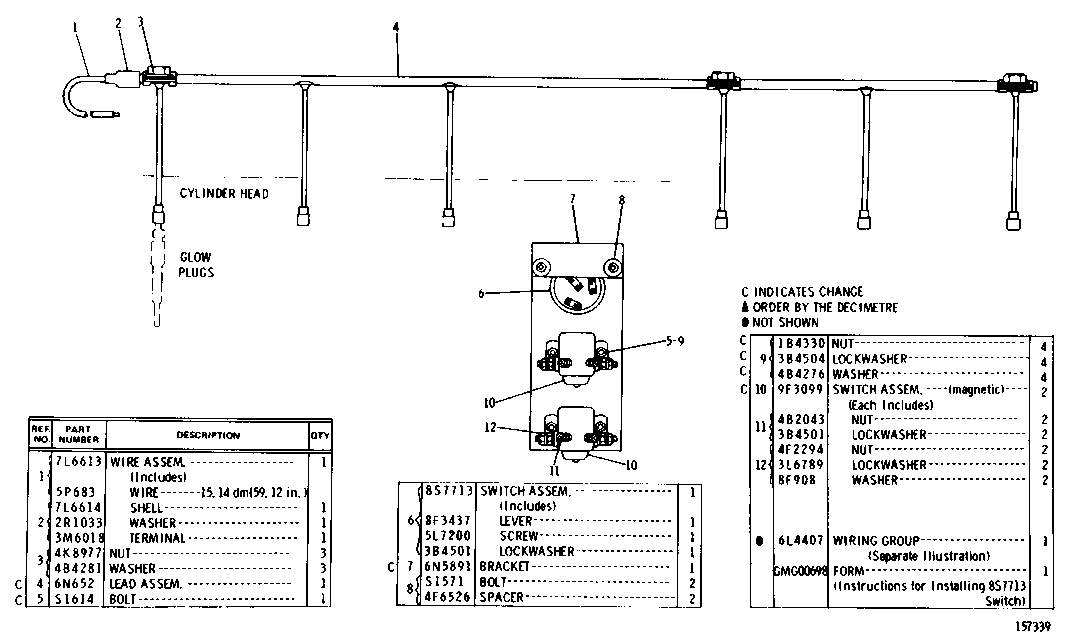 1 2 3 4
CYLINDER HEAD
GLOW
PLUGS
7 8
6
5-9
10
12
11 10
C INDICATES CHANGE
▲ ORDER BY THE DECIMETRE
● NOT SHOWN
REF. NO. PART NUMBER DESCRIPTION QTY
1 7L6613 WIRE ASSEM. 1
(Includes)
5P683 WIRE 15.14 dm(59.12 in.)
7L6614 SHELL 1
2 2R1033 WASHER 1
3M6018 TERMINAL 1
3 4K8977 NUT 3
4B4281 WASHER 3
C 4 6N652 LEAD ASSEM. 1
C 5 S1614 BOLT 1
8S7713 SWITCH ASSEM. 1
(Includes)
6 8F3437 LEVER 1
5L7200 SCREW 1
3B4501 LOCKWASHER 1
C 7 6N5891 BRACKET 1
8 S1571 BOLT 2
4F6526 SPACER 2
C 1B4330 NUT 4
C 9 3B4504 LOCKWASHER 4
C 4B4276 WASHER 4
C 10 9F3099 SWITCH ASSEM. (magnetic) 2
(Each Includes)
11 4B2043 NUT 2
3B4501 LOCKWASHER 2
4F2294 NUT 2
12 3L6789 LOCKWASHER 2
8F908 WASHER 2
● 6L4407 WIRING GROUP 1
(Separate Illustration)
GMG00698 FORM 1
(Instructions for Installing 8S7713
Switch)
157339